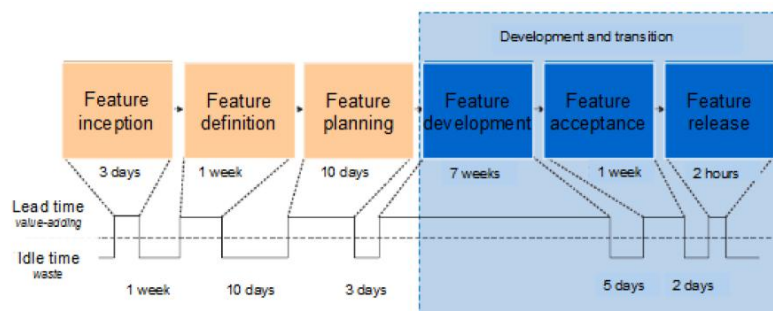 Development and transition
Feature
inception
Feature
definition
Feature
planning
Feature
development
Feature
acceptance
Feature
release
3 days
1 week
10 days
7 weeks
1 week
2 hours
Lead time
value-adding
Idle time
waste
1 week
10 days
3 days
5 days
2 days